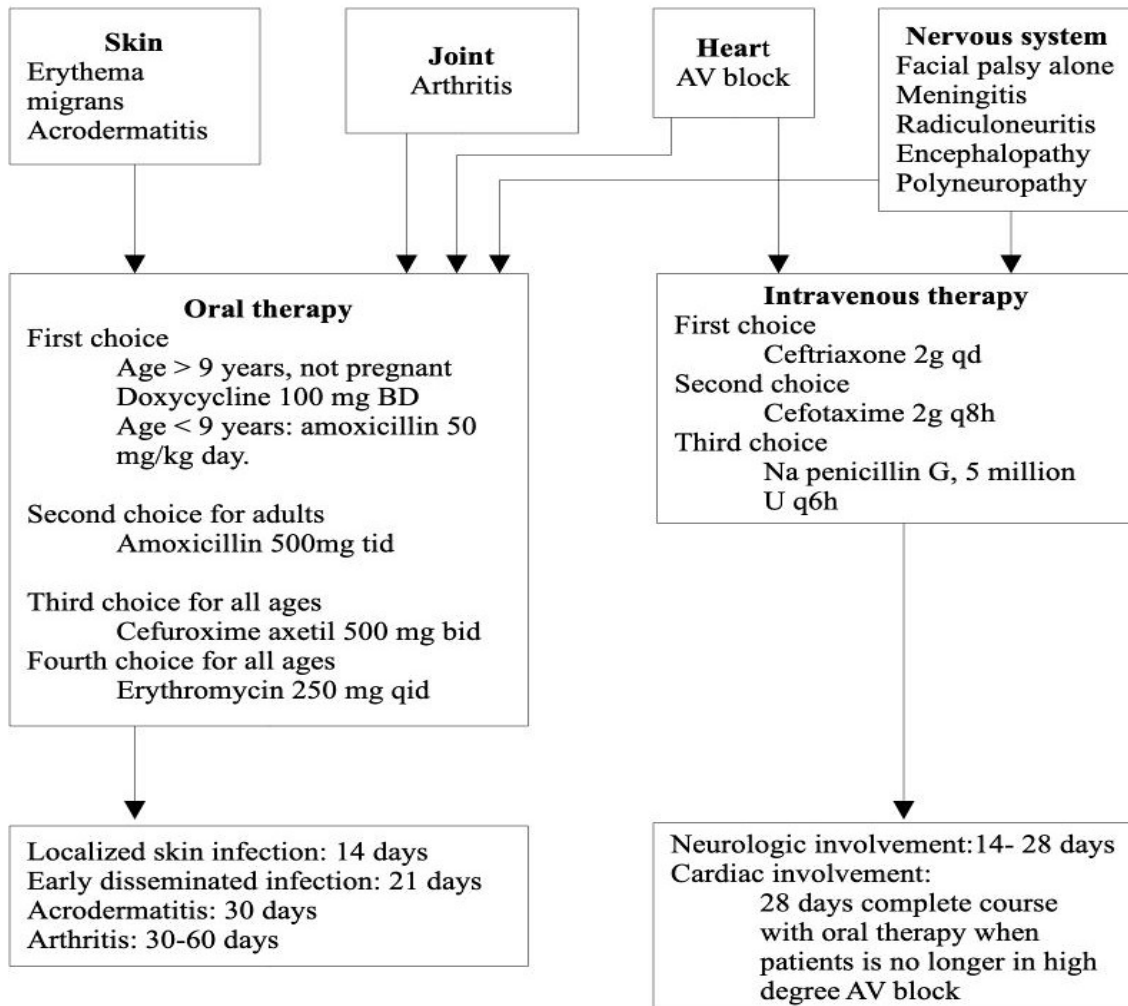 Skin
Erythema
migrans
Acrodermatitis
Joint
Arthritis
Heart
AV block
Nervous system
Facial palsy alone
Meningitis
Radiculoneuritis
Encephalopathy
Polyneuropathy
Oral therapy
First choice
Age > 9 years, not pregnant
Doxycycline 100 mg BD
Age < 9 years: amoxicillin 50
mg/kg day.
Second choice for adults
Amoxicillin 500mg tid
Third choice for all ages
Cefuroxime axetil 500 mg bid
Fourth choice for all ages
Erythromycin 250 mg qid
Intravenous therapy
First choice
Ceftriaxone 2g qd
Second choice
Cefotaxime 2g q8h
Third choice
Na penicillin G, 5 million
U q6h
Localized skin infection: 14 days
Early disseminated infection: 21 days
Acrodermatitis: 30 days
Arthritis: 30-60 days
Neurologic involvement:14- 28 days
Cardiac involvement:
28 days complete course
with oral therapy when
patients is no longer in high
degree AV block